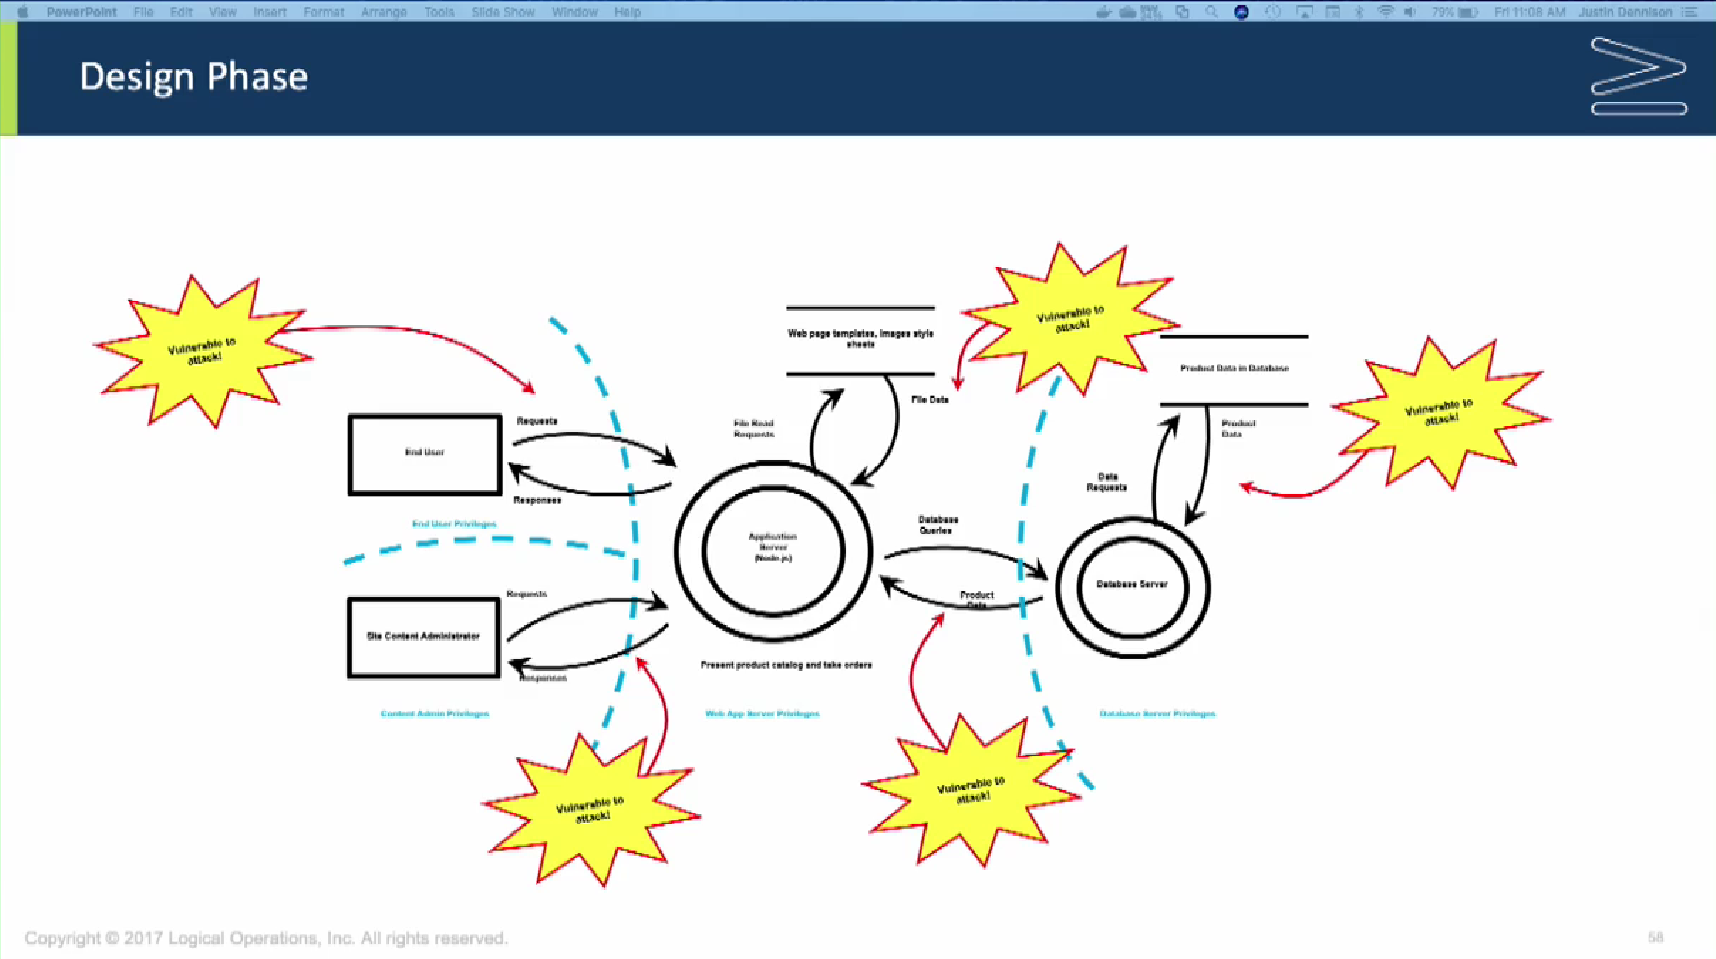 PowerPoint File Edit View Insert Format Arrange Tools Slide Show Window Help 79% Fri 11:08 AM Justin Dennison
Design Phase
Vulnerable to
attack!
Vulnerable to
attack!
Web page templates, images style
sheets
Product Data in Database
Vulnerable to
attack!
File Data
Requests
File Read
Requests
Product
Data
End User
Data
Requests
Responses
End User Privileges
Database
Queries
Application
Server
(Node.js)
Database Server
Requests
Product
Data
Site Content Administrator
Present product catalog and take orders
Responses
Content Admin Privileges
Web App Server Privileges
Database Server Privileges
Vulnerable to
attack!
Vulnerable to
attack!
Copyright © 2017 Logical Operations, Inc. All rights reserved.
58